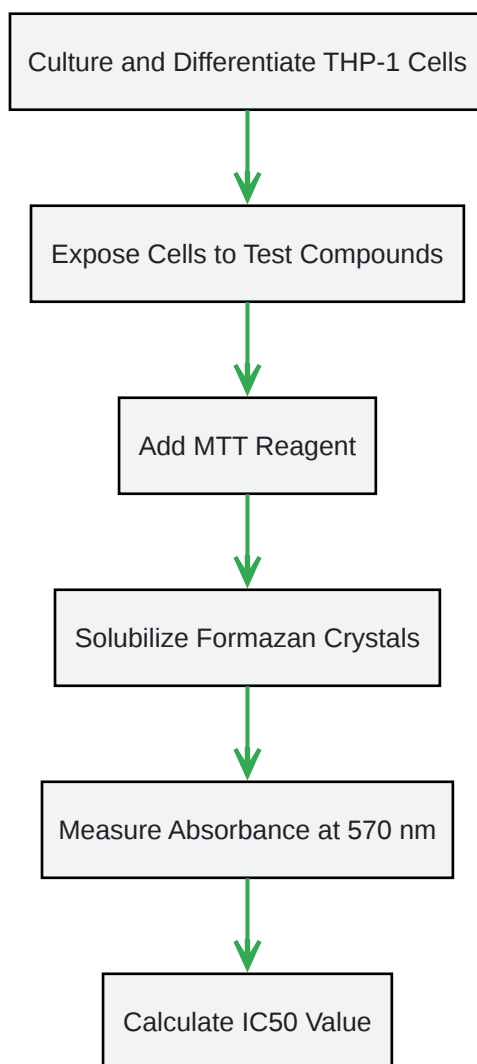 Culture and Differentiate THP-1 Cells
Expose Cells to Test Compounds
Add MTT Reagent
Solubilize Formazan Crystals
Measure Absorbance at 570 nm
Calculate IC50 Value